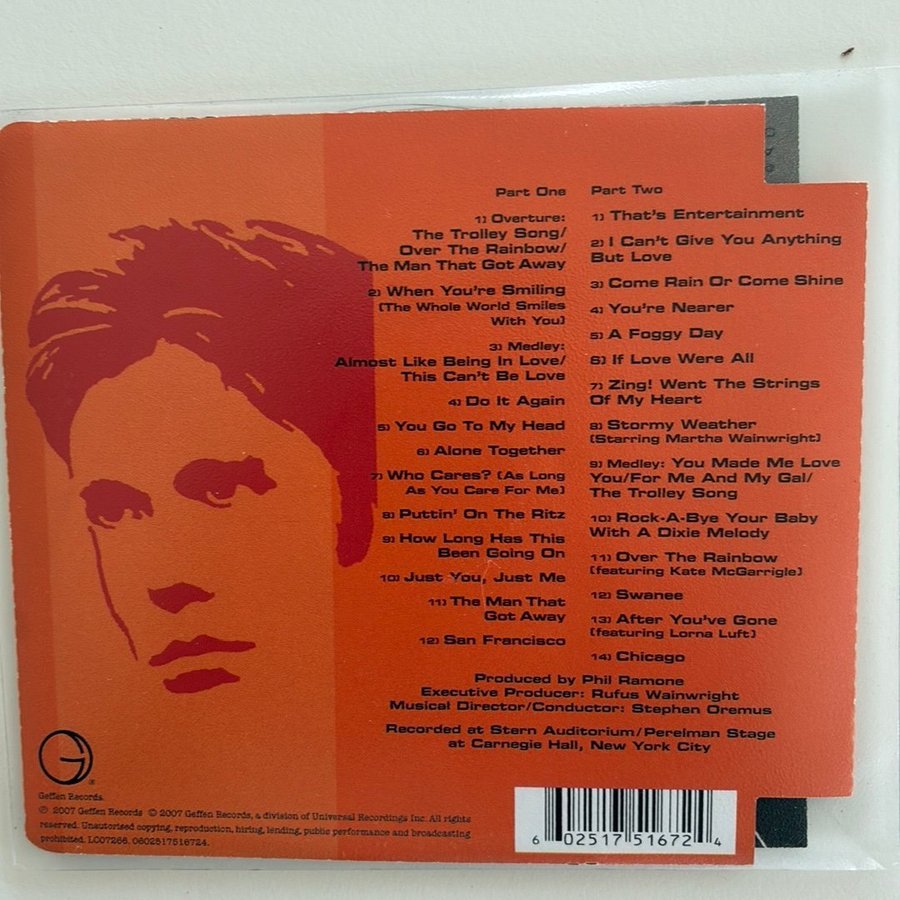 Part One
1) Overture:
The Trolley Song/
Over The Rainbow/
The Man That Got Away
2) When You're Smiling
(The Whole World Smiles
With You)
3) Medley:
Almost Like Being In Love/
This Can't Be Love
4) Do It Again
5) You Go To My Head
6) Alone Together
7) Who Cares? (As Long
As You Care For Me)
8) Puttin' On The Ritz
9) How Long Has This
Been Going On
10) Just You, Just Me
11) The Man That
Got Away
12) San Francisco
Part Two
1) That's Entertainment
2) I Can't Give You Anything
But Love
3) Come Rain Or Come Shine
4) You're Nearer
5) A Foggy Day
6) If Love Were All
7) Zing! Went The Strings
Of My Heart
8) Stormy Weather
(Starring Martha Wainwright)
9) Medley: You Made Me Love
You/For Me And My Gal/
The Trolley Song
10) Rock-A-Bye Your Baby
With A Dixie Melody
11) Over The Rainbow
(featuring Kate McGarrigle)
12) Swanee
13) After You've Gone
(featuring Lorna Luft)
14) Chicago
Produced by Phil Ramone
Executive Producer: Rufus Wainwright
Musical Director/Conductor: Stephen Oremus
Recorded at Stern Auditorium/Perelman Stage
at Carnegie Hall, New York City
Geffen Records.
℗ 2007 Geffen Records © 2007 Geffen Records, a division of Universal Recordings Inc. All rights
reserved. Unauthorised copying, reproduction, hiring, lending, public performance and broadcasting
prohibited. LC07266. 0602517516724.
6 02517 51672 4